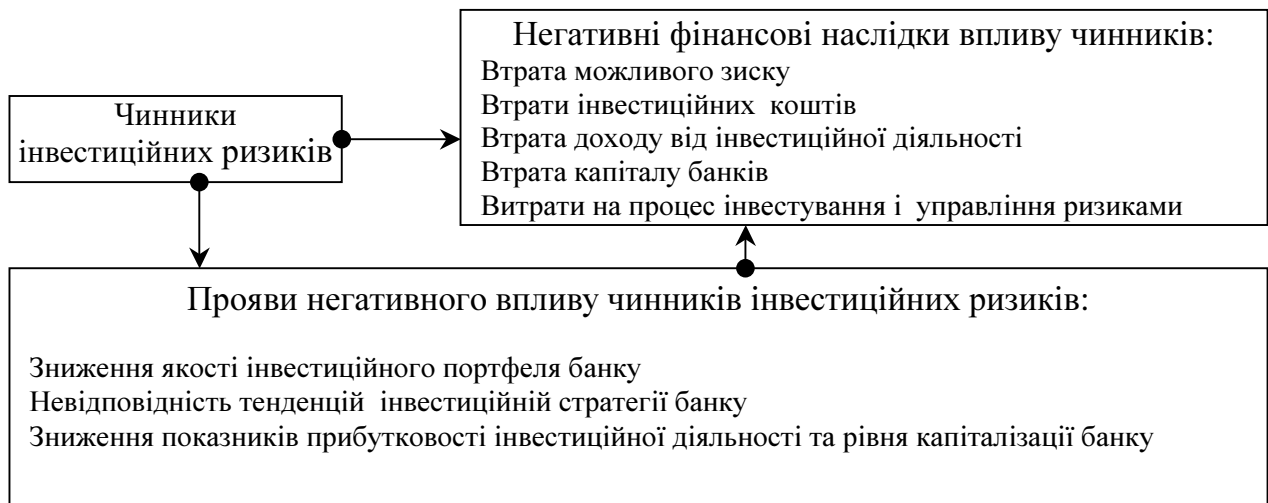 Негативні фінансові наслідки впливу чинників:
Втрата можливого зиску
Втрати інвестиційних коштів
Втрата доходу від інвестиційної діяльності
Втрата капіталу банків
Витрати на процес інвестування і управління ризиками
Чинники
інвестиційних ризиків
Прояви негативного впливу чинників інвестиційних ризиків:
Зниження якості інвестиційного портфеля банку
Невідповідність тенденцій інвестиційній стратегії банку
Зниження показників прибутковості інвестиційної діяльності та рівня капіталізації банку